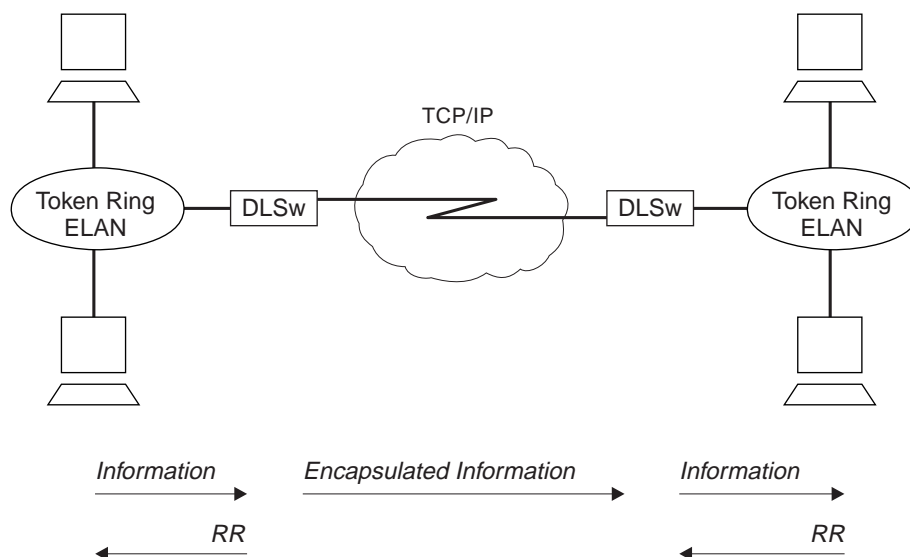 TCP/IP
Token Ring
ELAN
DLSw
DLSw
Token Ring
ELAN
Information
Encapsulated Information
Information
RR
RR